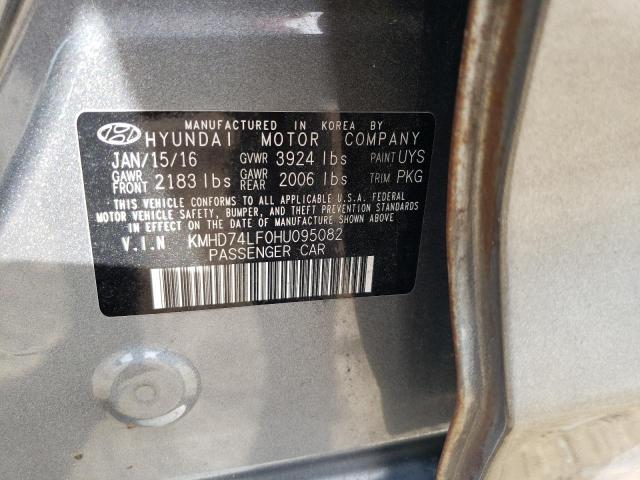 MANUFACTURED IN KOREA BY
HYUNDAI MOTOR COMPANY
JAN/15/16 GVWR 3924 lbs PAINT UYS
GAWR FRONT 2183 lbs GAWR REAR 2006 lbs TRIM PKG
THIS VEHICLE CONFORMS TO ALL APPLICABLE U.S.A. FEDERAL
MOTOR VEHICLE SAFETY, BUMPER, AND THEFT PREVENTION STANDARDS
IN EFFECT ON THE DATE OF MANUFACTURE SHOWN ABOVE.
V.I.N KMHD74LF0HU095082
PASSENGER CAR